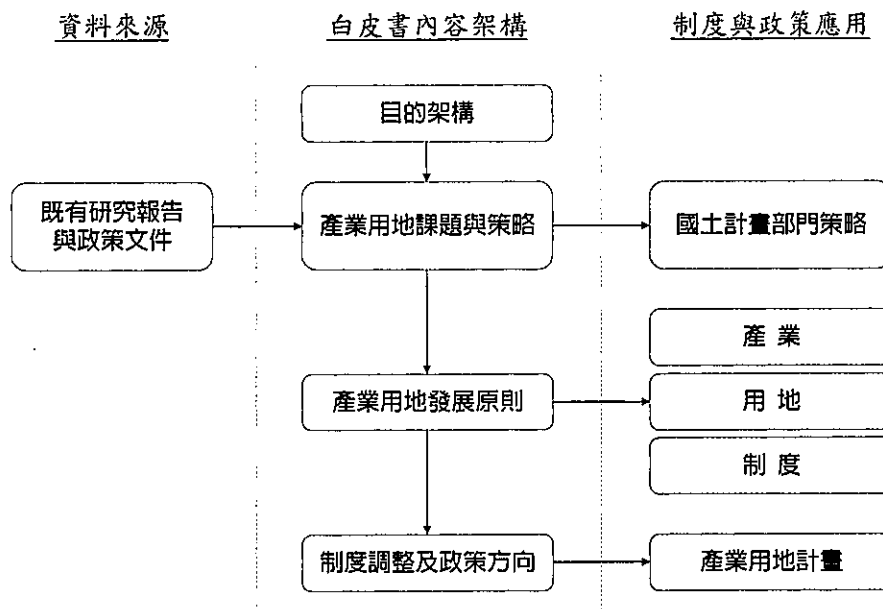 資料來源
白皮書內容架構
制度與政策應用
目的架構
既有研究報告
與政策文件
產業用地課題與策略
國土計畫部門策略
產業
產業用地發展原則
用地
制度
制度調整及政策方向
產業用地計畫